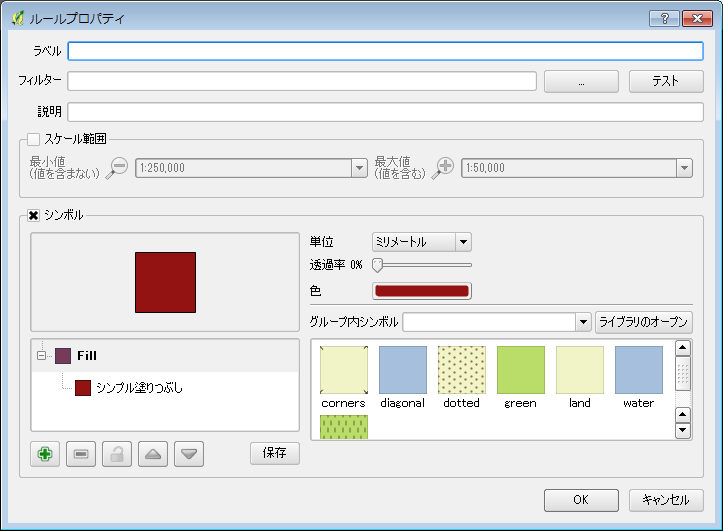 ルールプロパティ
ラベル
フィルター
...
テスト
説明
スケール範囲
最小値
(値を含まない)
1:250,000
最大値
(値を含む)
1:50,000
シンボル
単位
ミリメートル
透過率 0%
色
グループ内シンボル
ライブラリのオープン
Fill
シンプル塗りつぶし
corners
diagonal
dotted
green
land
water
保存
OK
キャンセル